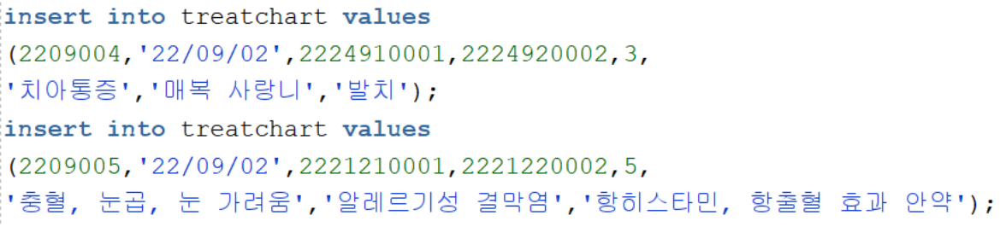 insert into treatchart values
(2209004,'22/09/02',2224910001,2224920002,3,
'치아통증','매복 사랑니','발치');
insert into treatchart values
(2209005,'22/09/02',2221210001,2221220002,5,
'충혈, 눈곱, 눈 가려움','알레르기성 결막염','항히스타민, 항출혈 효과 안약');